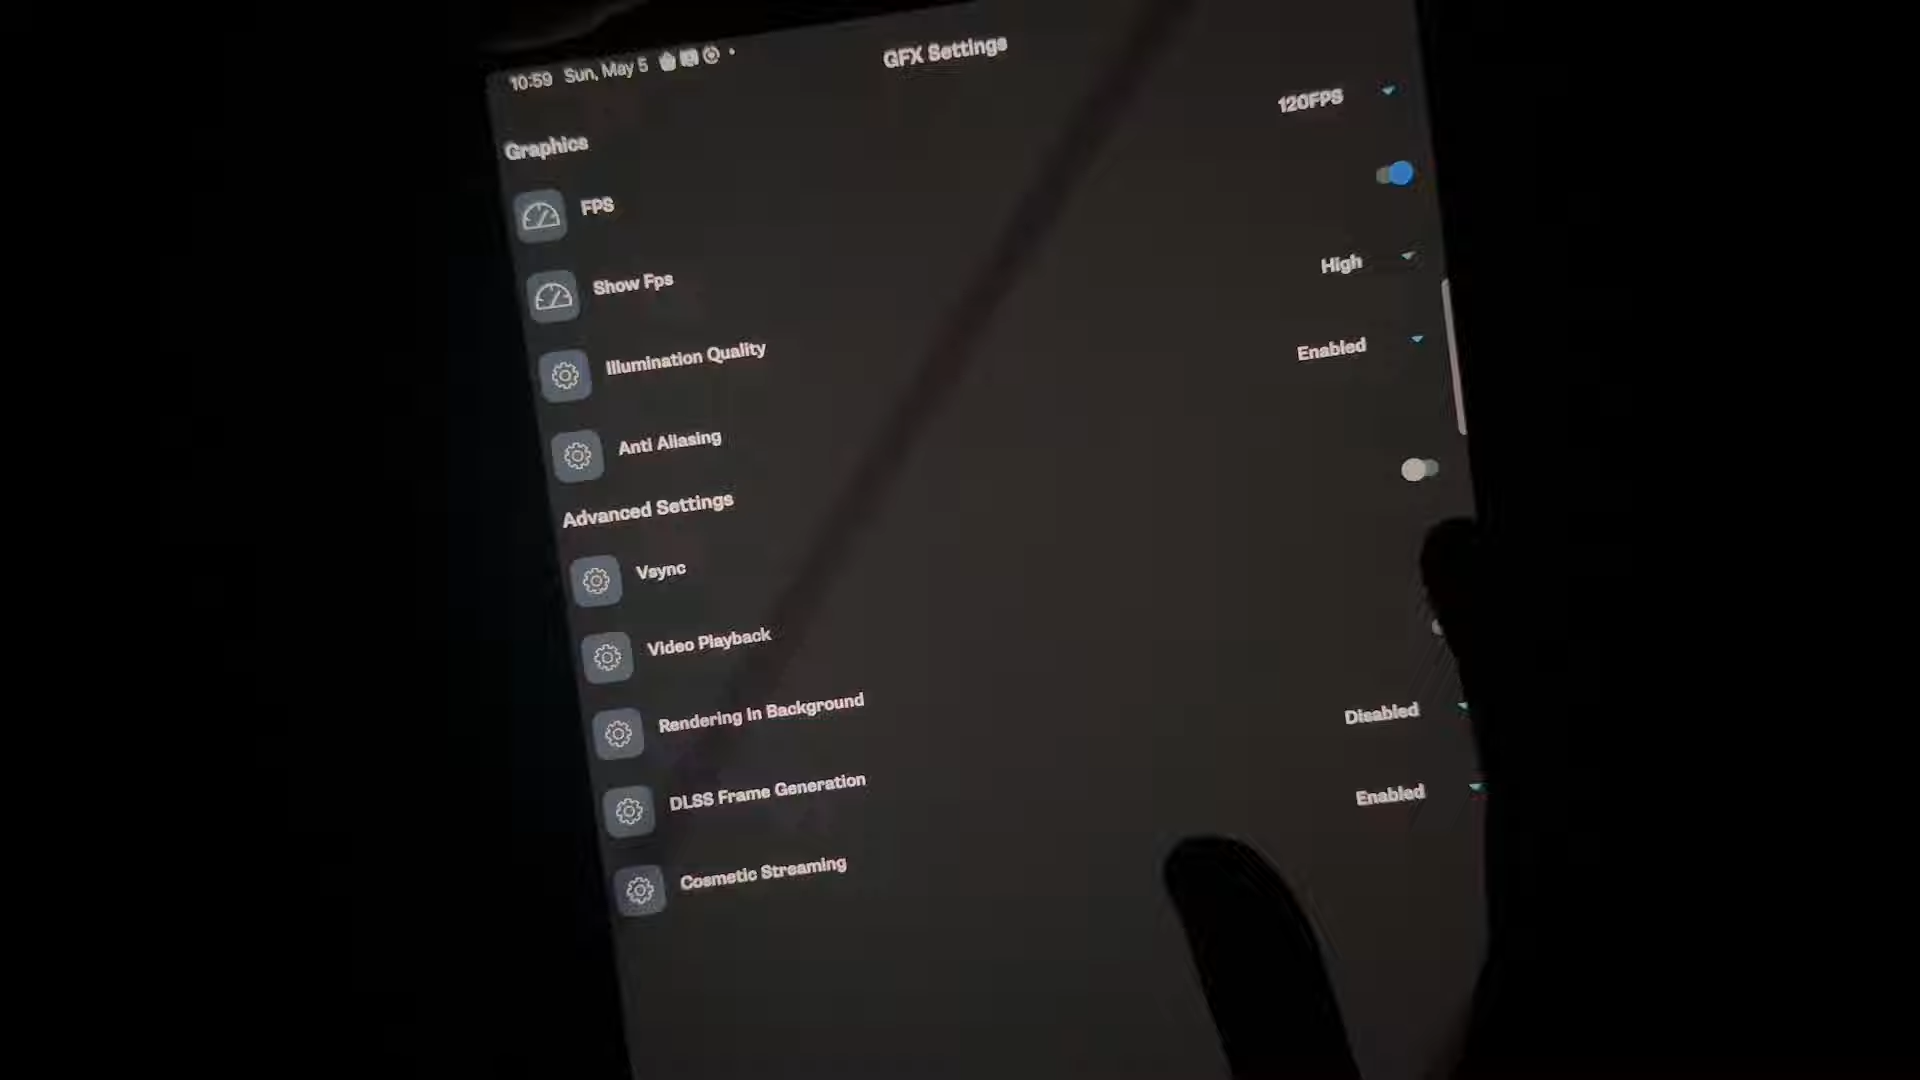 10:59 Sun, May 5
GFX Settings
Graphics
FPS
120FPS
Show Fps
Illumination Quality
High
Anti Aliasing
Enabled
Advanced Settings
Vsync
Video Playback
Rendering In Background
DLSS Frame Generation
Disabled
Cosmetic Streaming
Enabled